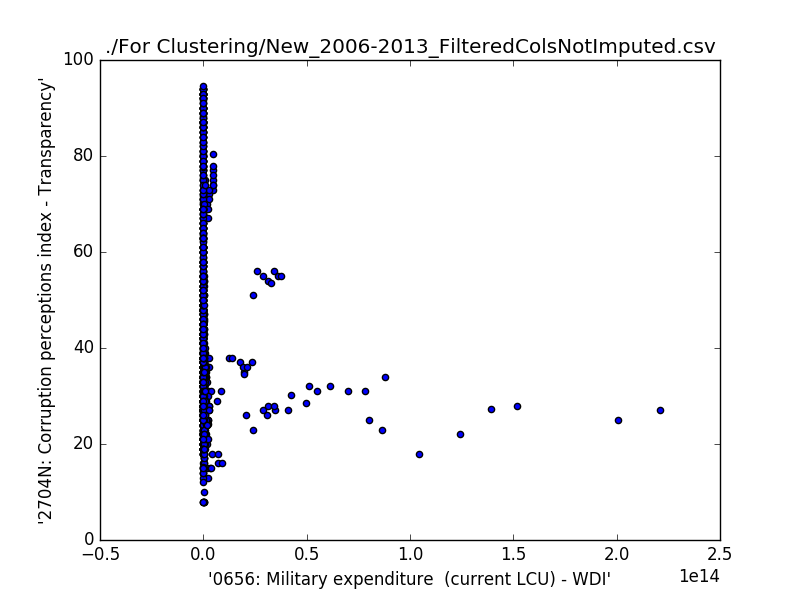 ./For Clustering/New_2006-2013_FilteredColsNotImputed.csv
'2704N: Corruption perceptions index - Transparency'
100
80
60
40
20
0
−0.5 0.0 0.5 1.0 1.5 2.0 2.5
1e14
'0656: Military expenditure  (current LCU) - WDI'